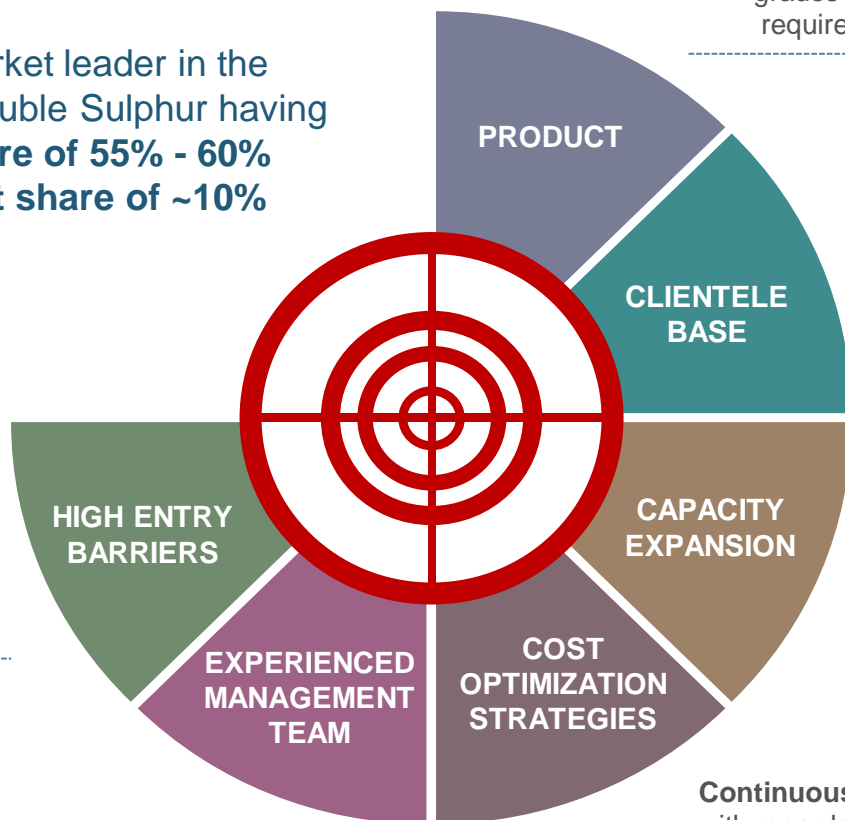 grades
require
rket leader in the
uble Sulphur having
re of 55% - 60%
t share of ~10%
PRODUCT
CLIENTELE
BASE
CAPACITY
EXPANSION
COST
OPTIMIZATION
STRATEGIES
EXPERIENCED
MANAGEMENT
TEAM
HIGH ENTRY
BARRIERS
Continuous